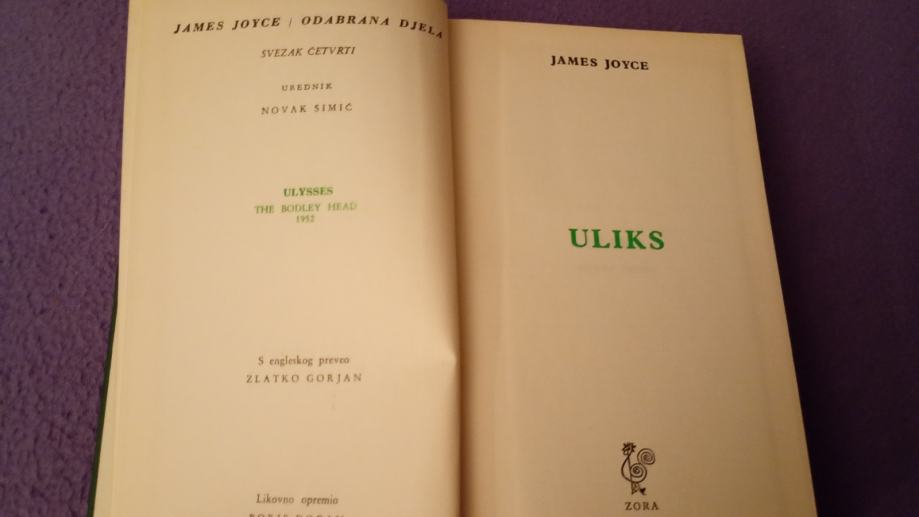 JAMES JOYCE / ODABRANA DJELA
SVEZAK ČETVRTI
UREDNIK
NOVAK SIMIĆ
ULYSSES
THE BODLEY HEAD
1952
S engleskog preveo
ZLATKO GORJAN
Likovno opremio
JAMES JOYCE
ULIKS
ZORA